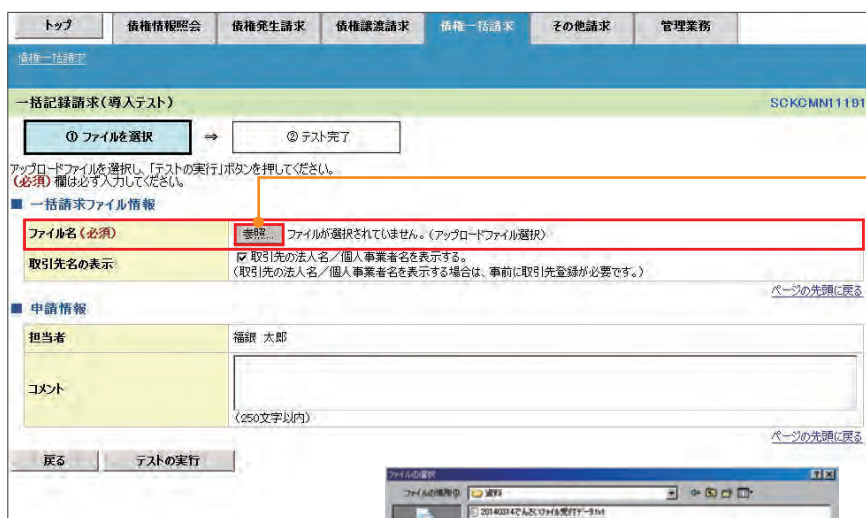 トップ 債権情報照会 債権発生請求 債権譲渡請求 債権一括請求 その他請求 管理業務
債権一括請求
一括記録請求(導入テスト) SCKCMN11191
① ファイルを選択 ⇒ ② テスト完了
アップロードファイルを選択し、「テストの実行」ボタンを押してください。
(必須)欄は必ず入力してください。
■ 一括請求ファイル情報
ファイル名(必須) 参照... ファイルが選択されていません。(アップロードファイル選択)
取引先名の表示 取引先の法人名/個人事業者名を表示する。
(取引先の法人名/個人事業者名を表示する場合は、事前に取引先登録が必要です。)
ページの先頭に戻る
■ 申請情報
担当者 福銀 太郎
コメント
(250文字以内)
ページの先頭に戻る
戻る テストの実行
ファイルの選択
ファイルの場所(I): 資料